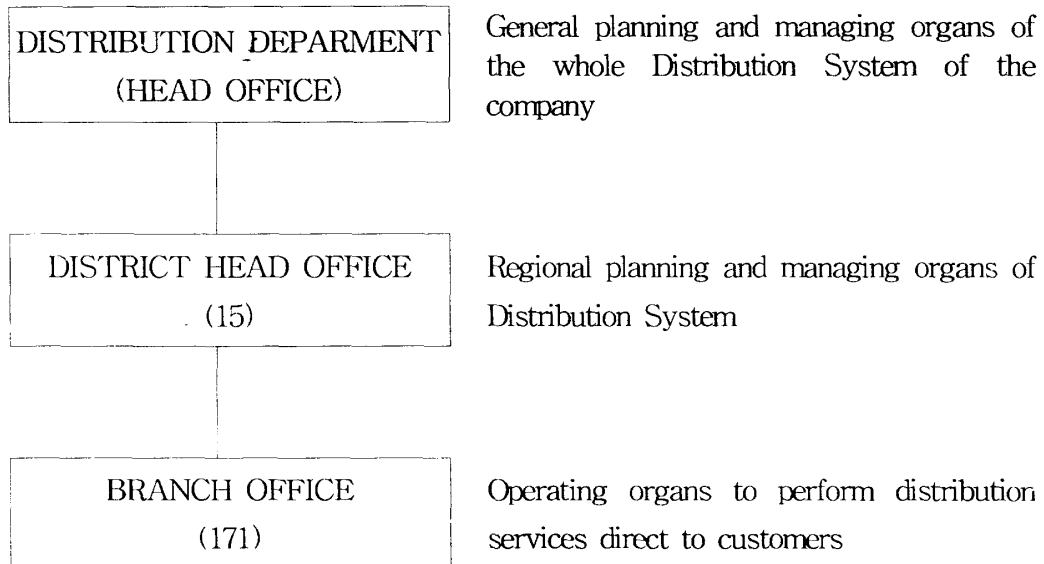 DISTRIBUTION DEPARMENT
(HEAD OFFICE)
General planning and managing organs of
the whole Distribution System of the
company
DISTRICT HEAD OFFICE
(15)
Regional planning and managing organs of
Distribution System
BRANCH OFFICE
(171)
Operating organs to perform distribution
services direct to customers